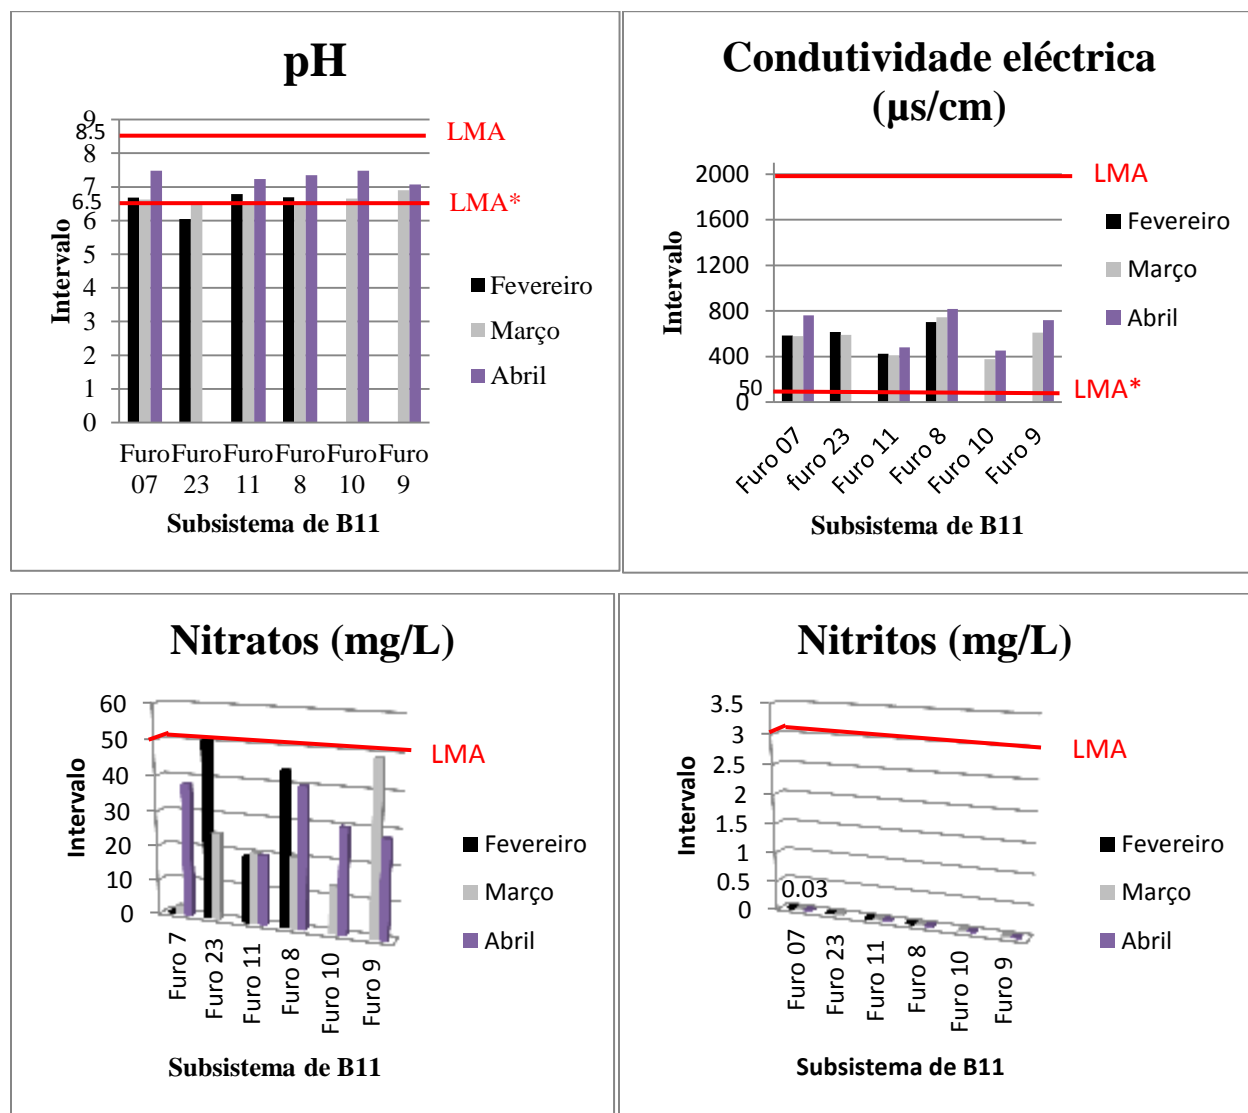 pH
9
8.5
8
7
6.5
6
5
4
3
2
1
0
Intervalo
LMA
LMA*
Fevereiro
Março
Abril
Furo Furo Furo Furo Furo Furo
07 23 11 8 10 9
Subsistema de B11
Condutividade eléctrica
(µs/cm)
2000
1600
1200
800
400
50
0
Intervalo
LMA
Fevereiro
Março
Abril
LMA*
Furo 07
furo 23
Furo 11
Furo 8
Furo 10
Furo 9
Subsistema de B11
Nitratos (mg/L)
60
50
40
30
20
10
0
Intervalo
LMA
Fevereiro
Março
Abril
Furo 7
Furo 23
Furo 11
Furo 8
Furo 10
Furo 9
Subsistema de B11
Nitritos (mg/L)
3.5
3
2.5
2
1.5
1
0.5
0
Intervalo
LMA
0.03
Fevereiro
Março
Abril
Furo 07
Furo 23
Furo 11
Furo 8
Furo 10
Furo 9
Subsistema de B11